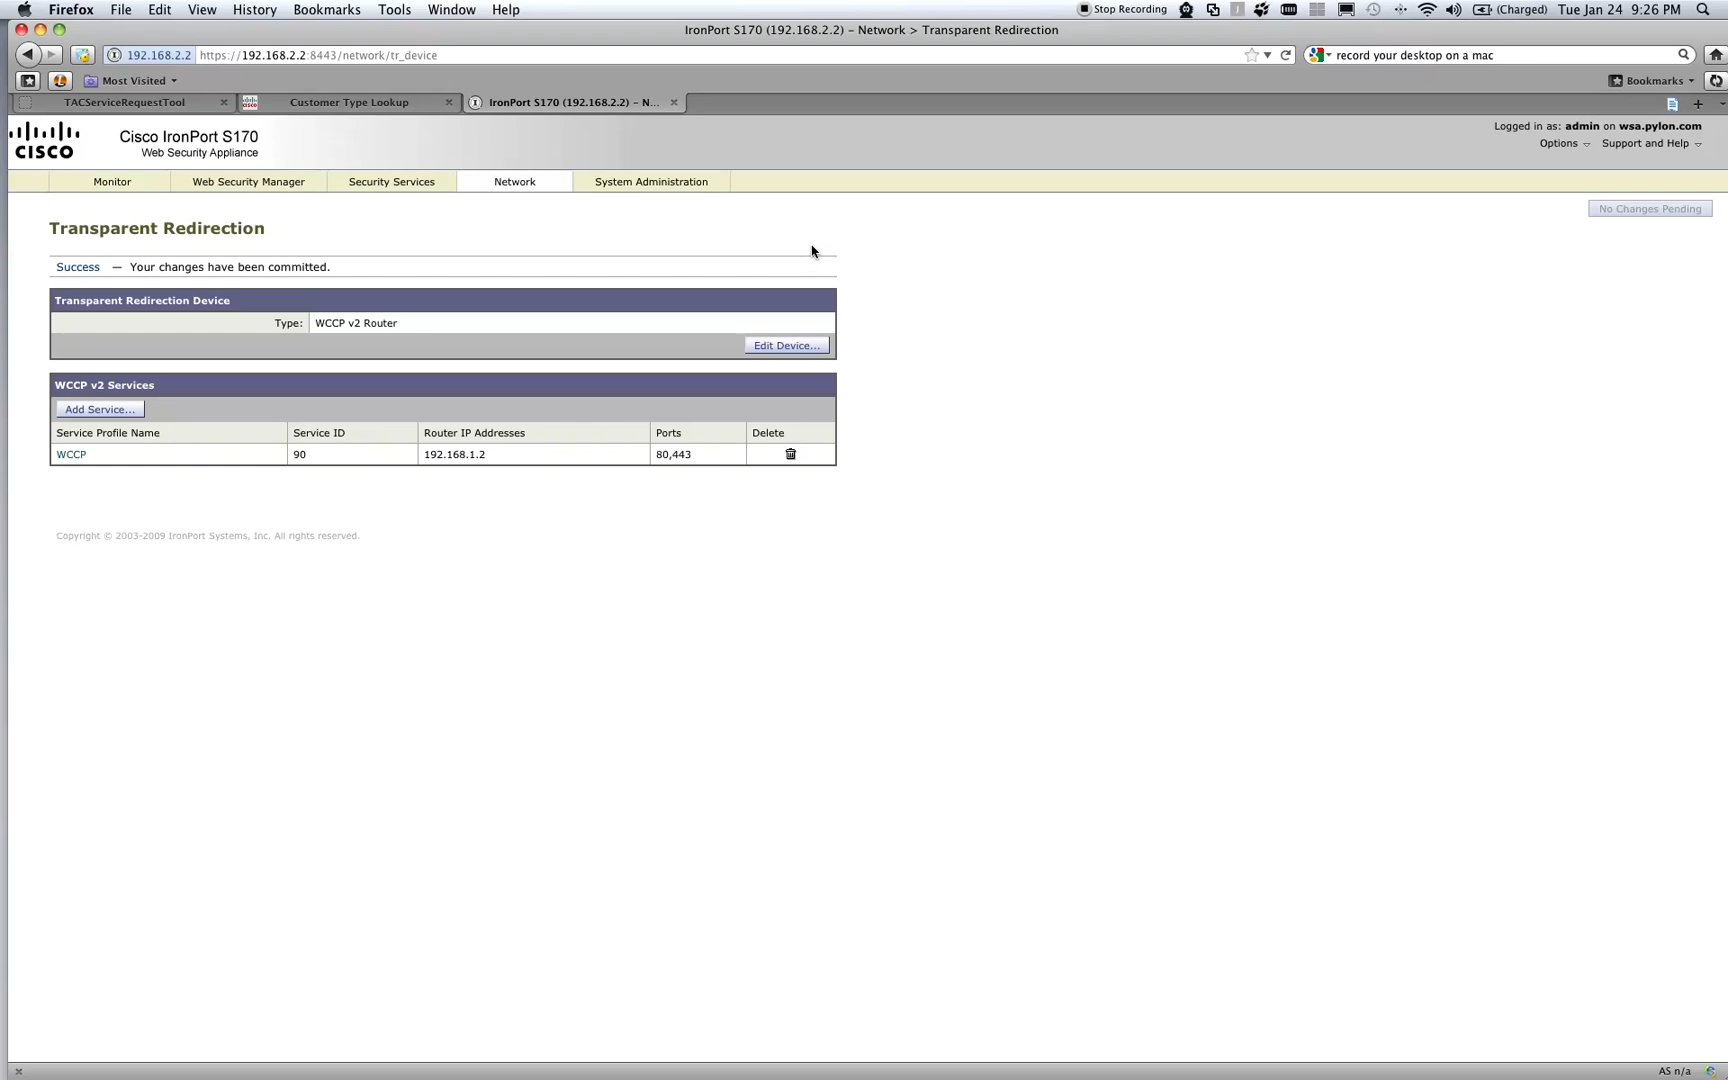 Firefox File Edit View History Bookmarks Tools Window Help Stop Recording (Charged) Tue Jan 24 9:26 PM
IronPort S170 (192.168.2.2) – Network > Transparent Redirection
192.168.2.2 https://192.168.2.2:8443/network/tr_device record your desktop on a mac
Most Visited Bookmarks
TACServiceRequestTool Customer Type Lookup IronPort S170 (192.168.2.2) – N...
CISCO Cisco IronPort S170 Logged in as: admin on wsa.pylon.com
Web Security Appliance Options Support and Help
Monitor Web Security Manager Security Services Network System Administration
No Changes Pending
Transparent Redirection
Success — Your changes have been committed.
Transparent Redirection Device
Type: WCCP v2 Router
Edit Device...
WCCP v2 Services
Add Service...
Service Profile Name Service ID Router IP Addresses Ports Delete
WCCP 90 192.168.1.2 80,443
Copyright © 2003-2009 IronPort Systems, Inc. All rights reserved.
AS n/a